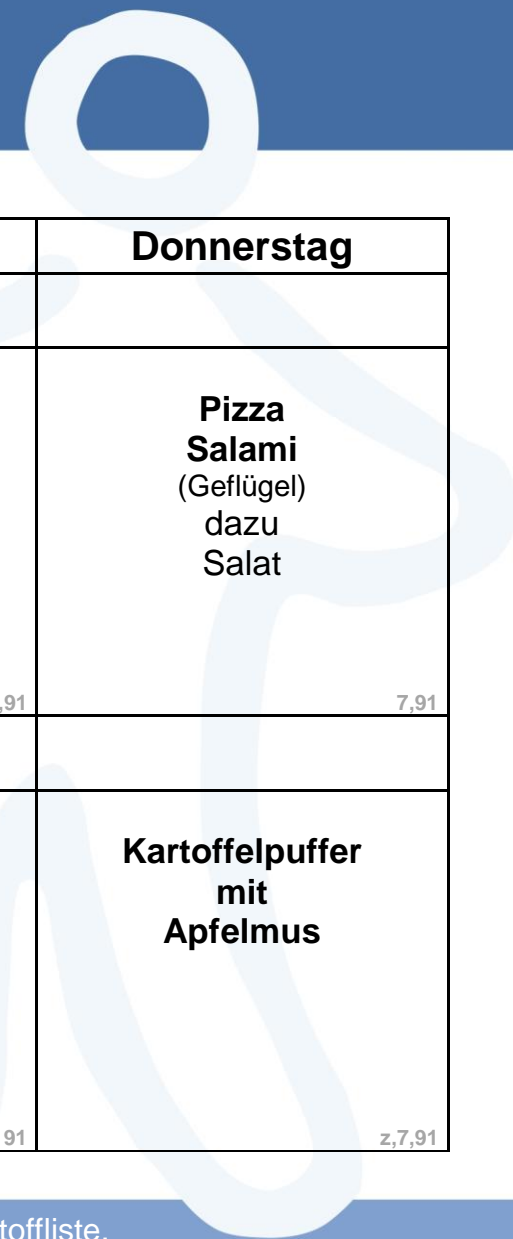 Donnerstag
Pizza
Salami
(Geflügel)
dazu
Salat
,91
7,91
Kartoffelpuffer
mit
Apfelmus
91
z,7,91
toffliste.